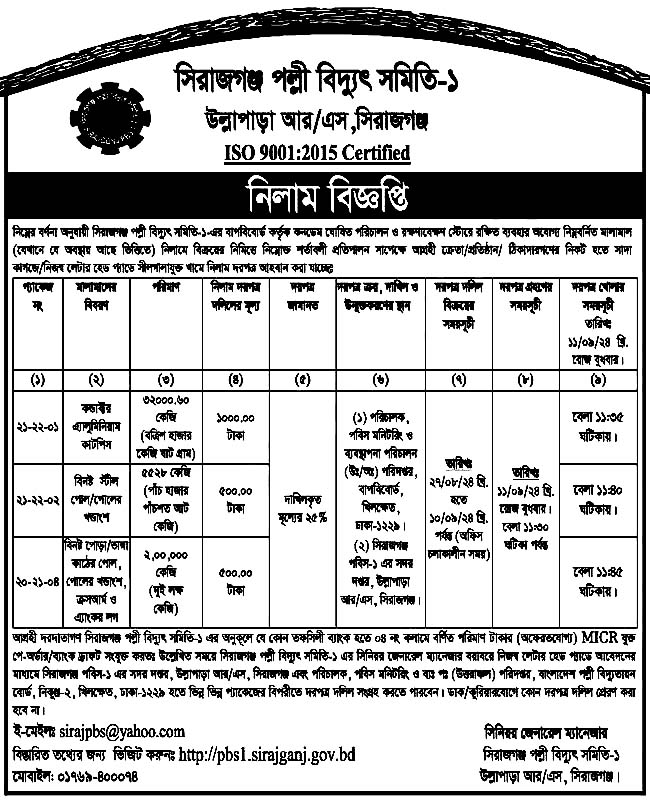 সিরাজগঞ্জ পল্লী বিদ্যুৎ সমিতি-১
উল্লাপাড়া আর/এস,সিরাজগঞ্জ
ISO 9001:2015 Certified
নিলাম বিজ্ঞপ্তি
নিম্নের বর্ণনা অনুযায়ী সিরাজগঞ্জ পল্লী বিদ্যুৎ সমিতি-১-এর বাপবিবোর্ড কর্তৃক কনডেম ঘোষিত পরিচালন ও রক্ষণাবেক্ষন স্টোরে রক্ষিত ব্যবহার অযোগ্য নিম্নবর্নিত মালামাল
(যেখানে যে অবস্থায় আছে ভিত্তিতে) নিলামে বিক্রয়ের নিমিত্তে নিম্নোক্ত শর্তাবলী প্রতিপালন সাপেক্ষে আগ্রহী ক্রেতা/প্রতিষ্ঠান/ ঠিকাদারগণের নিকট হতে সাদা
কাগজে/নিজস্ব লেটার হেড প্যাডে সীলগালাযুক্ত খামে নিলাম দরপত্র আহবান করা যাচ্ছেঃ
প্যাকেজ নং | মালামালের বিবরণ | পরিমাণ | নিলাম দরপত্র দলিলের মূল্য | দরপত্র জামানত | দরপত্র ক্রয়, দাখিল ও উন্মুক্তকরণের স্থান | দরপত্র দলিল বিক্রয়ের সময়সূচী | দরপত্র গ্রহণের সময়সূচী | দরপত্র খোলার সময়সূচী তারিখঃ ১১/০৯/২৪ খ্রি. রোজ বুধবার।
(১) | (২) | (৩) | (৪) | (৫) | (৬) | (৭) | (৮) | (৯)
২১-২২-০১ | কন্ডাক্টর এ্যালুমিনিয়াম কাটপিস | ৩২০০০.৬০ কেজি (বত্রিশ হাজার কেজি ষাট গ্রাম) | ১০০০.০০ টাকা | দাখিলকৃত মূল্যের ২৫% | (১) পরিচালক, পবিস মনিটরিং ও ব্যবস্থাপনা পরিচালন (উঃঅঃ) পরিদপ্তর, বাপবিবোর্ড, খিলক্ষেত, ঢাকা-১২২৯। (২) সিরাজগঞ্জ পবিস-১ এর সদর দপ্তর, উল্লাপাড়া আর/এস, সিরাজগঞ্জ। | তারিখঃ ২৭/০৮/২৪ খ্রি. হতে ১০/০৯/২৪ খ্রি. পর্যন্ত (অফিস চলাকালীন সময়) | তারিখঃ ১১/০৯/২৪ খ্রি. রোজ বুধবার। বেলা ১১:৩০ ঘটিকা পর্যন্ত | বেলা ১১:৩৫ ঘটিকায়।
২১-২২-০২ | বিনষ্ট স্টীল পোল/পোলের খন্ডাংশ | ৫৫২৮ কেজি (পাঁচ হাজার পাঁচশত আট কেজি) | ৫০০.০০ টাকা | বেলা ১১:৪০ ঘটিকায়।
২০-২১-০৪ | বিনষ্ট পোড়া/ভাঙ্গা কাঠের পোল, পোলের খন্ডাংশ, ক্রসআর্ম ও এ্যাংকর লগ | ২,০০,০০০ কেজি (দুই লক্ষ কেজি) | ৫০০.০০ টাকা | বেলা ১১:৪৫ ঘটিকায়।
আগ্রহী দরদাতাগণ সিরাজগঞ্জ পল্লী বিদ্যুৎ সমিতি-১ এর অনুকূলে যে কোন তফসিলী ব্যাংক হতে ০৪ নং কলামে বর্ণিত পরিমাণ টাকার (অফেরতযোগ্য) MICR যুক্ত
পে-অর্ডার/ব্যাংক ড্রাফট সংযুক্ত করতঃ উল্লেখিত সময়ে সিরাজগঞ্জ পল্লী বিদ্যুৎ সমিতি-১ এর সিনিয়র জেনারেল ম্যানেজার বরাবরে নিজস্ব লেটার হেড প্যাডে আবেদনের
মাধ্যমে সিরাজগঞ্জ পবিস-১ এর সদর দপ্তর, উল্লাপাড়া আর/এস, সিরাজগঞ্জ এবং পরিচালক, পবিস মনিটরিং ও ব্যঃ পঃ (উত্তরাঞ্চল) পরিদপ্তর, বাংলাদেশ পল্লী বিদ্যুতায়ন
বোর্ড, নিকুঞ্জ-২, খিলক্ষেত, ঢাকা-১২২৯ হতে ভিন্ন ভিন্ন প্যাকেজের বিপরীতে দরপত্র দলিল সংগ্রহ করতে পারবেন। ডাক/কুরিয়ারযোগে কোন দরপত্র দলিল প্রেরণ করা
হবে না।
ই-মেইলঃ sirajpbs@yahoo.com
বিস্তারিত তথ্যের জন্য ভিজিট করুনঃ http://pbs1.sirajganj.gov.bd
মোবাইল: ০১৭৬৯-৪০০০৭৪
সিনিয়র জেনারেল ম্যানেজার
সিরাজগঞ্জ পল্লী বিদ্যুৎ সমিতি-১
উল্লাপাড়া আর/এস, সিরাজগঞ্জ।